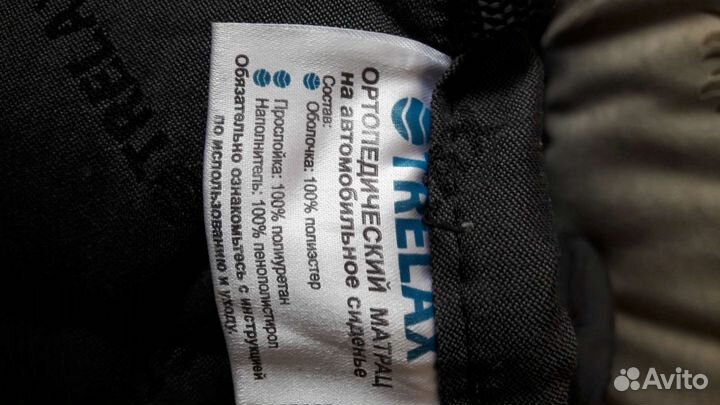 TRELAX
ОРТОПЕДИЧЕСКИЙ МАТРАЦ
на автомобильное сиденье
Состав:
Оболочка: 100% полиэстер
Прослойка: 100% полиуретан
Наполнитель: 100% пенополистирол
Обязательно ознакомьтесь с инструкцией
по использованию и уходу.
TRELAX
Avito